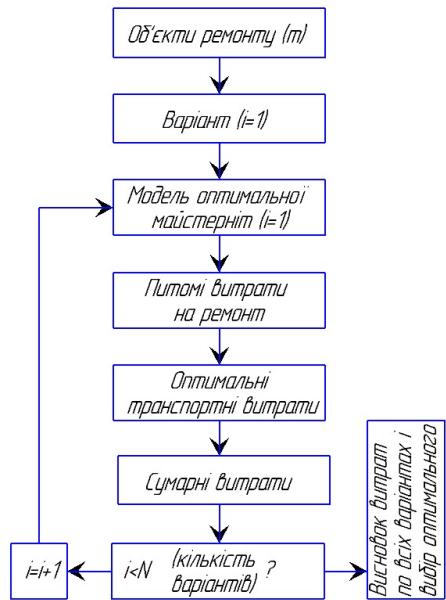 Об'єкти ремонту (m)
Варіант (i=1)
Модель оптимальної
майстерніт (i=1)
Питомі витрати
на ремонт
Оптимальні
транспортні витрати
Сумарні витрати
i=i+1
i<N (кількість варіантів) ?
Висновок витрат
по всіх варіантах і
вибір оптимального